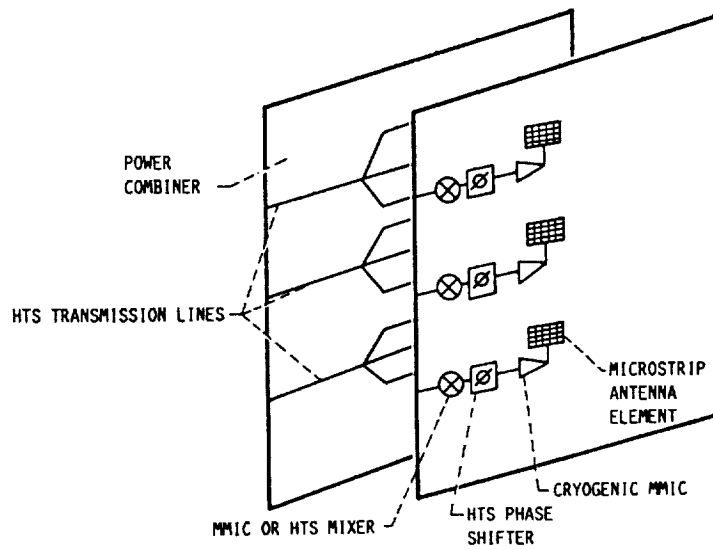 POWER
COMBINER
HTS TRANSMISSION LINES
MICROSTRIP
ANTENNA
ELEMENT
CRYOGENIC MMIC
HTS PHASE
SHIFTER
MMIC OR HTS MIXER